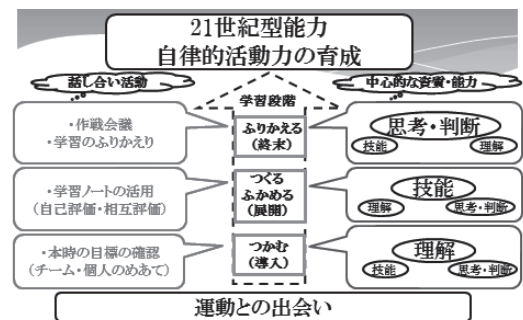 21世紀型能力
自律的活動力の育成
話し合い活動
中心的な資質・能力
学習段階
・作戦会議
・学習のふりかえり
ふりかえる
(終末)
思考・判断
技能
理解
・学習ノートの活用
(自己評価・相互評価)
つくる
ふかめる
(展開)
技能
理解
思考・判断
・本時の目標の確認
(チーム・個人のめあて)
つかむ
(導入)
理解
技能
思考・判断
運動との出会い